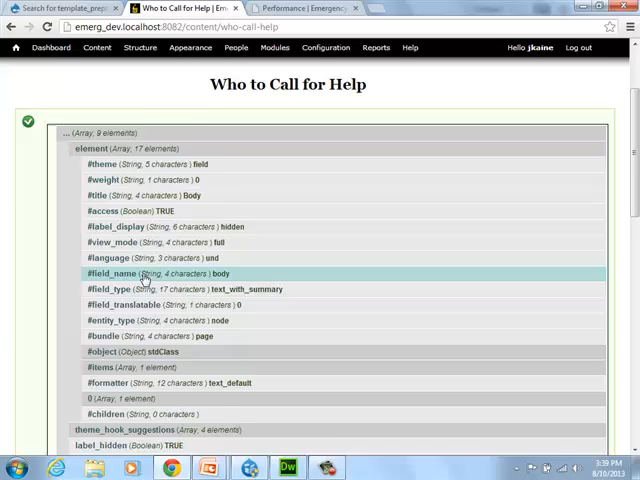 Search for template_prep
Who to Call for Help | Em
Performance | Emergency
emerg_dev.localhost:8082/content/who-call-help
Dashboard Content Structure Appearance People Modules Configuration Reports Help Hello jkaine Log out
Who to Call for Help
... (Array, 9 elements)
element (Array, 17 elements)
#theme (String, 5 characters ) field
#weight (String, 1 characters ) 0
#title (String, 4 characters ) Body
#access (Boolean) TRUE
#label_display (String, 6 characters ) hidden
#view_mode (String, 4 characters ) full
#language (String, 3 characters ) und
#field_name (String, 4 characters ) body
#field_type (String, 17 characters ) text_with_summary
#field_translatable (String, 1 characters ) 0
#entity_type (String, 4 characters ) node
#bundle (String, 4 characters ) page
#object (Object) stdClass
#items (Array, 1 element)
#formatter (String, 12 characters ) text_default
0 (Array, 1 element)
#children (String, 0 characters )
theme_hook_suggestions (Array, 4 elements)
label_hidden (Boolean) TRUE
Dw
3:39 PM
8/10/2013